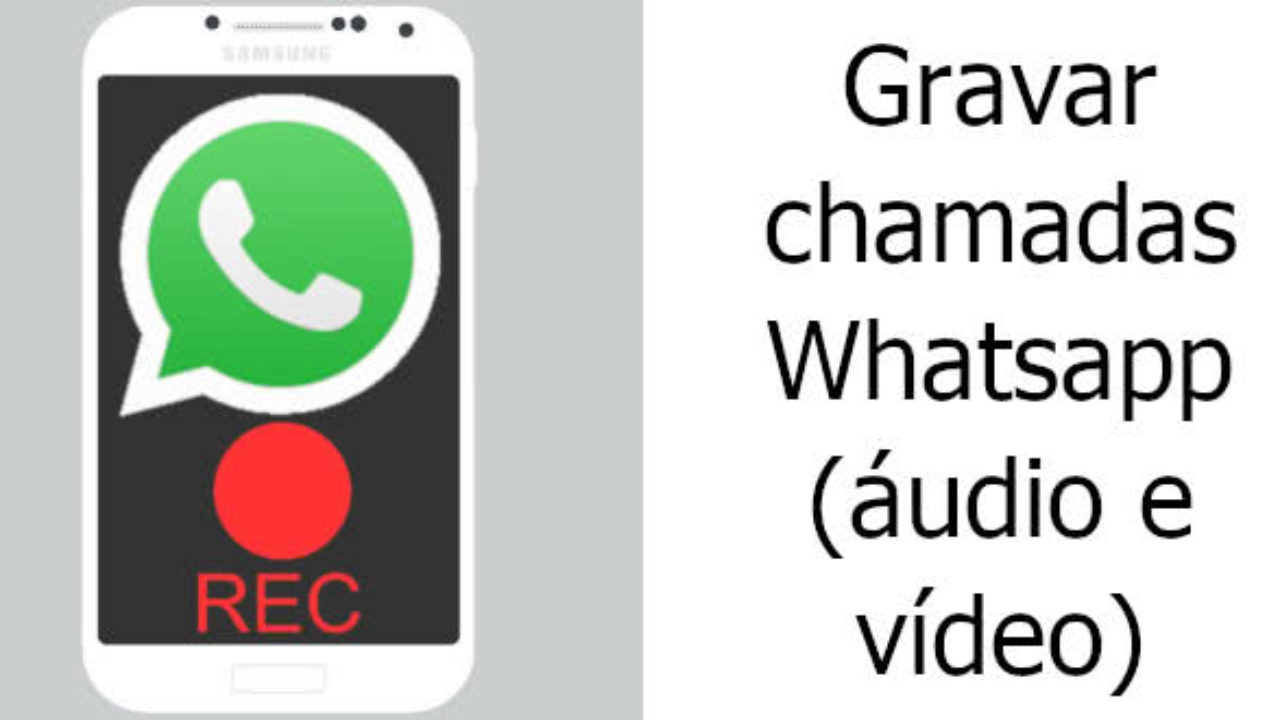 SAMSUNG
REC
Gravar
chamadas
Whatsapp
(áudio e
vídeo)